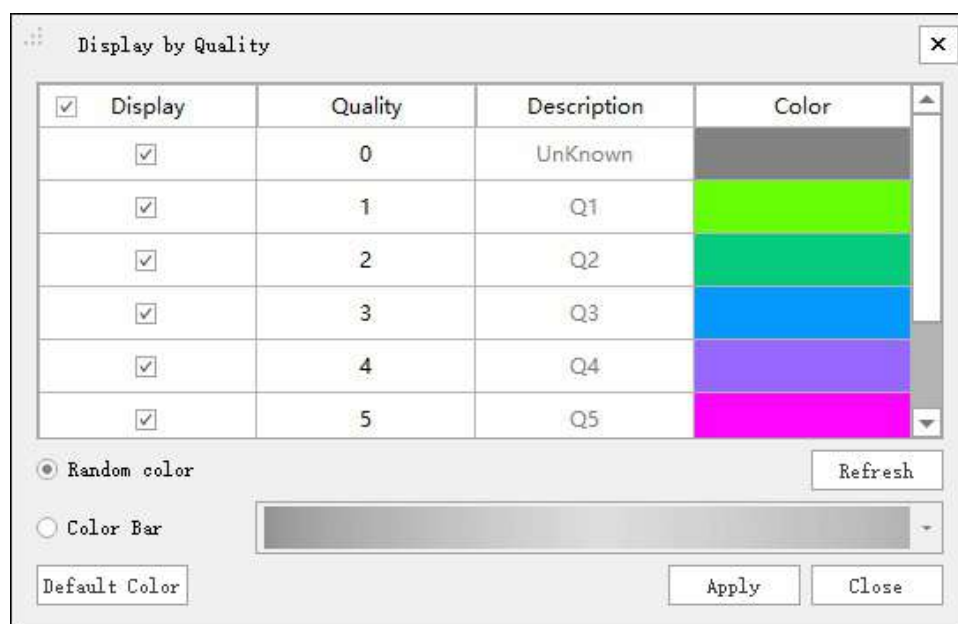 Display by Quality
Display Quality Description Color
0 UnKnown
1 Q1
2 Q2
3 Q3
4 Q4
5 Q5
Random color Refresh
Color Bar
Default Color Apply Close